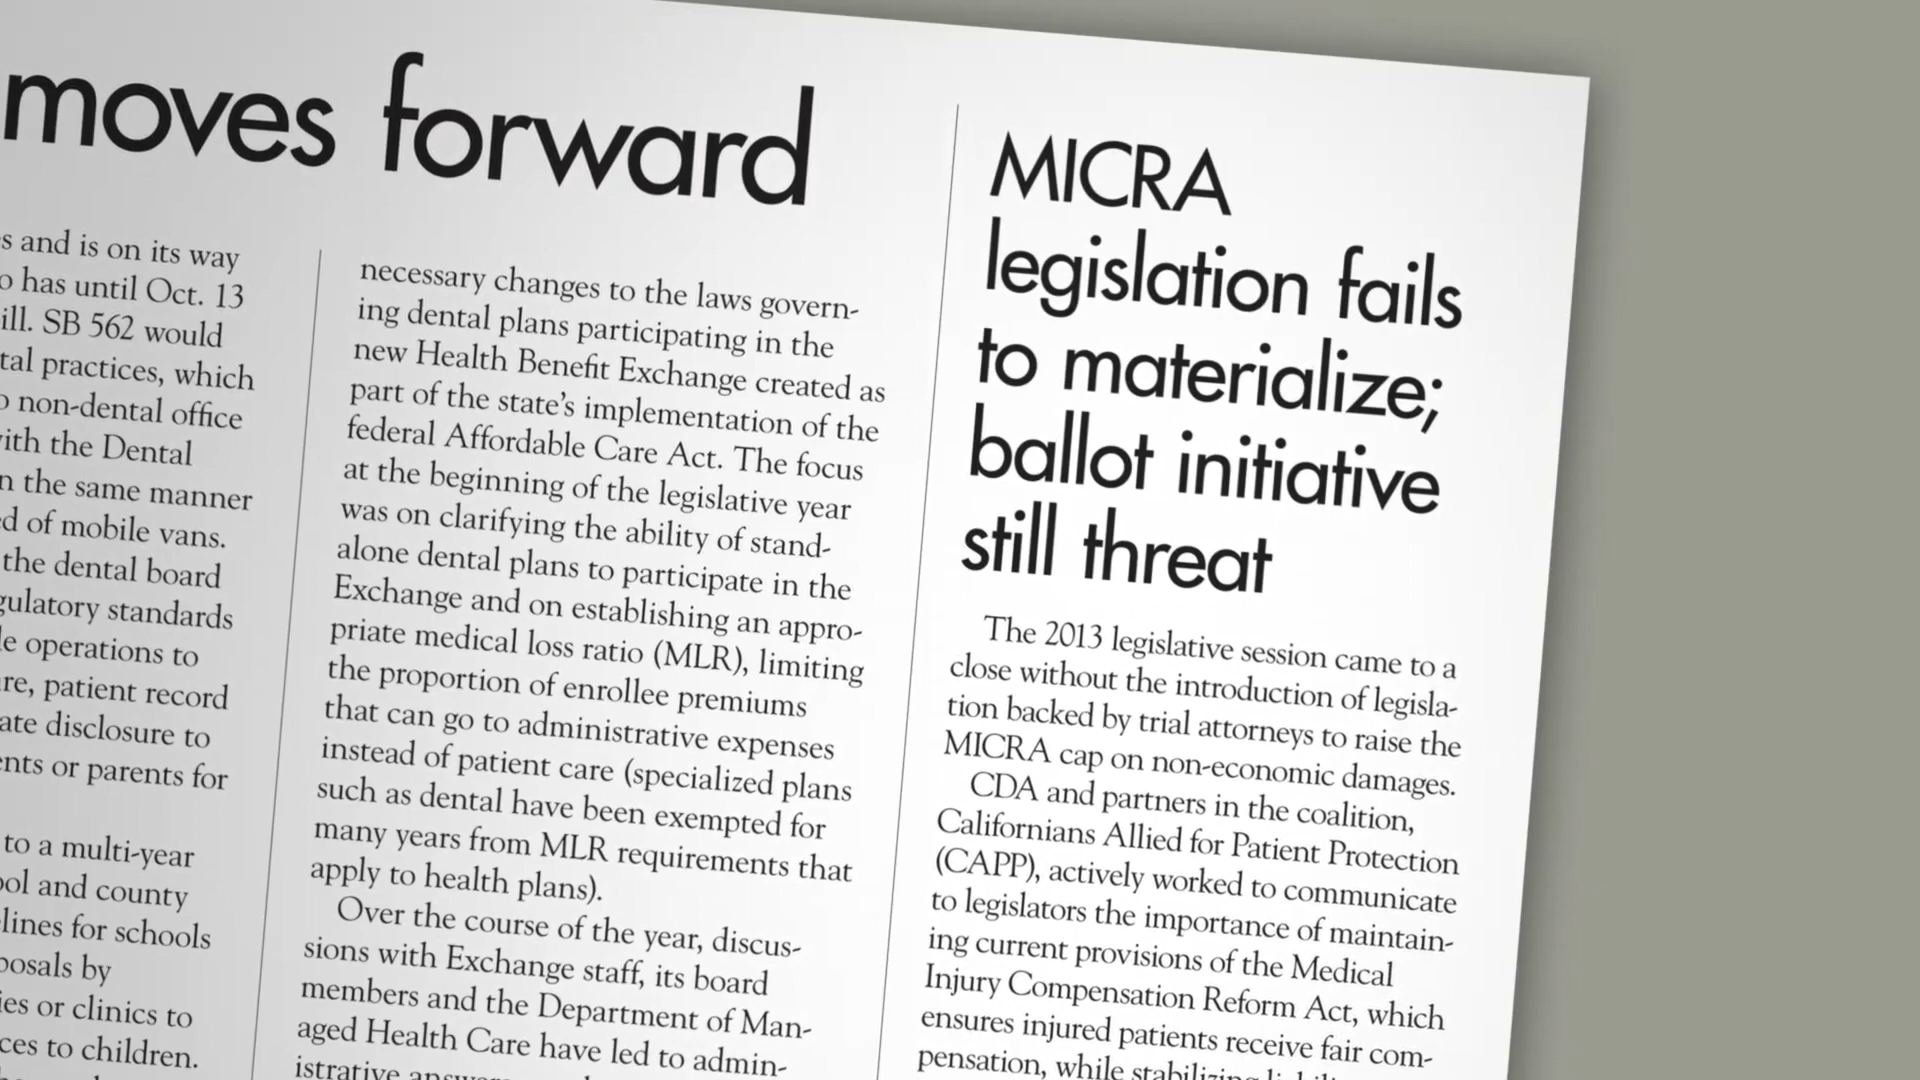 moves forward
s and is on its way
o has until Oct. 13
ill. SB 562 would
tal practices, which
o non-dental office
ith the Dental
n the same manner
ed of mobile vans.
the dental board
gulatory standards
le operations to
re, patient record
ate disclosure to
ents or parents for
to a multi-year
ool and county
lines for schools
posals by
ies or clinics to
ces to children.
necessary changes to the laws govern-
ing dental plans participating in the
new Health Benefit Exchange created as
part of the state’s implementation of the
federal Affordable Care Act. The focus
at the beginning of the legislative year
was on clarifying the ability of stand-
alone dental plans to participate in the
Exchange and on establishing an appro-
priate medical loss ratio (MLR), limiting
the proportion of enrollee premiums
that can go to administrative expenses
instead of patient care (specialized plans
such as dental have been exempted for
many years from MLR requirements that
apply to health plans).
Over the course of the year, discus-
sions with Exchange staff, its board
members and the Department of Man-
aged Health Care have led to admin-
istrative
MICRA
legislation fails
to materialize;
ballot initiative
still threat
The 2013 legislative session came to a
close without the introduction of legisla-
tion backed by trial attorneys to raise the
MICRA cap on non-economic damages.
CDA and partners in the coalition,
Californians Allied for Patient Protection
(CAPP), actively worked to communicate
to legislators the importance of maintain-
ing current provisions of the Medical
Injury Compensation Reform Act, which
ensures injured patients receive fair com-
pensation, while stabilizing